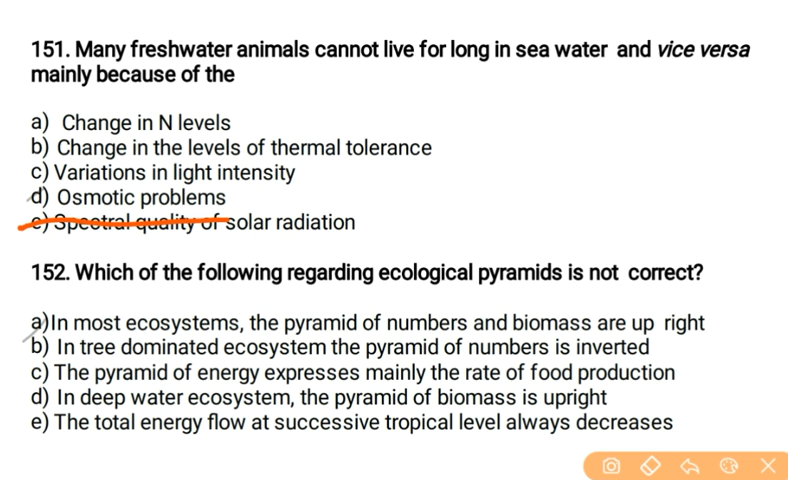 151. Many freshwater animals cannot live for long in sea water and vice versa
mainly because of the
a) Change in N levels
b) Change in the levels of thermal tolerance
c) Variations in light intensity
d) Osmotic problems
e) Spectral quality of solar radiation
152. Which of the following regarding ecological pyramids is not correct?
a)In most ecosystems, the pyramid of numbers and biomass are up right
b) In tree dominated ecosystem the pyramid of numbers is inverted
c) The pyramid of energy expresses mainly the rate of food production
d) In deep water ecosystem, the pyramid of biomass is upright
e) The total energy flow at successive tropical level always decreases